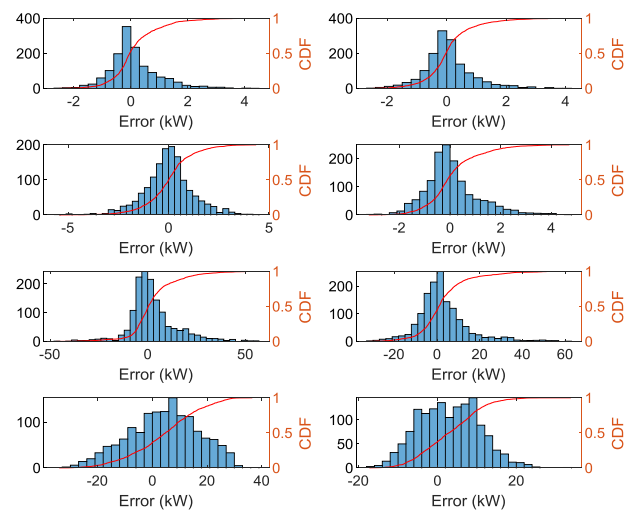 400 200 0 -2 0 2 4 Error (kW) 0 0.5 1 CDF
400 200 0 -2 0 2 4 Error (kW) 0 0.5 1 CDF
200 100 0 -5 0 5 Error (kW) 0 0.5 1 CDF
200 100 0 -2 0 2 4 Error (kW) 0 0.5 1 CDF
200 100 0 -50 0 50 Error (kW) 0 0.5 1 CDF
200 100 0 -20 0 20 40 60 Error (kW) 0 0.5 1 CDF
100 0 -20 0 20 40 Error (kW) 0 0.5 1 CDF
100 50 0 -20 0 20 Error (kW) 0 0.5 1 CDF